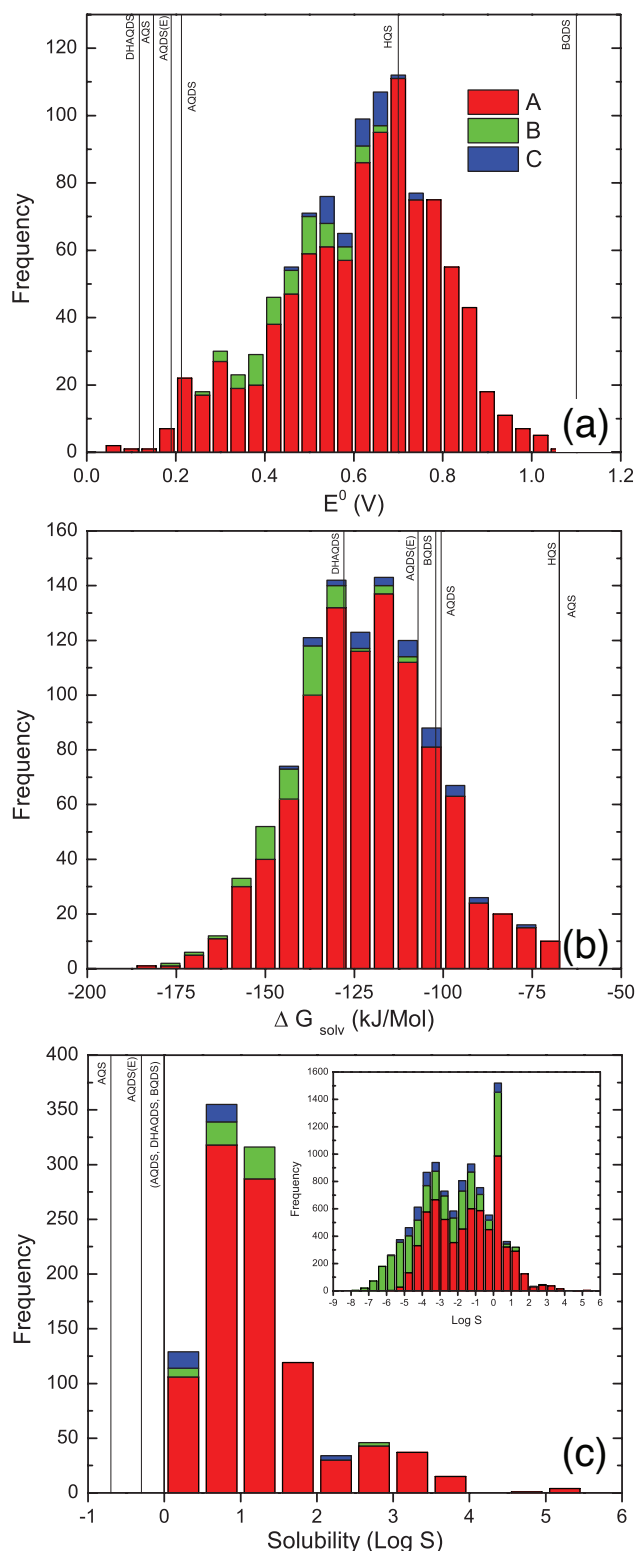 DHAQDS
AQS
AQDS(E)
AQDS
HQS
BQDS
A
B
C
Frequency
120
100
80
60
40
20
0
0.0 0.2 0.4 0.6 0.8 1.0 1.2
E⁰ (V)
(a)
DHAQDS
AQDS(E)
BQDS
AQDS
HQS
AQS
Frequency
160
140
120
100
80
60
40
20
0
-200 -175 -150 -125 -100 -75 -50
Δ G solv (kJ/Mol)
(b)
AQS
AQDS(E)
(AQDS, DHAQDS, BQDS)
Frequency
400
350
300
250
200
150
100
50
0
-1 0 1 2 3 4 5 6
Solubility (Log S)
(c)
Frequency
1600
1400
1200
1000
800
600
400
200
0
-9 -8 -7 -6 -5 -4 -3 -2 -1 0 1 2 3 4 5 6
Log S